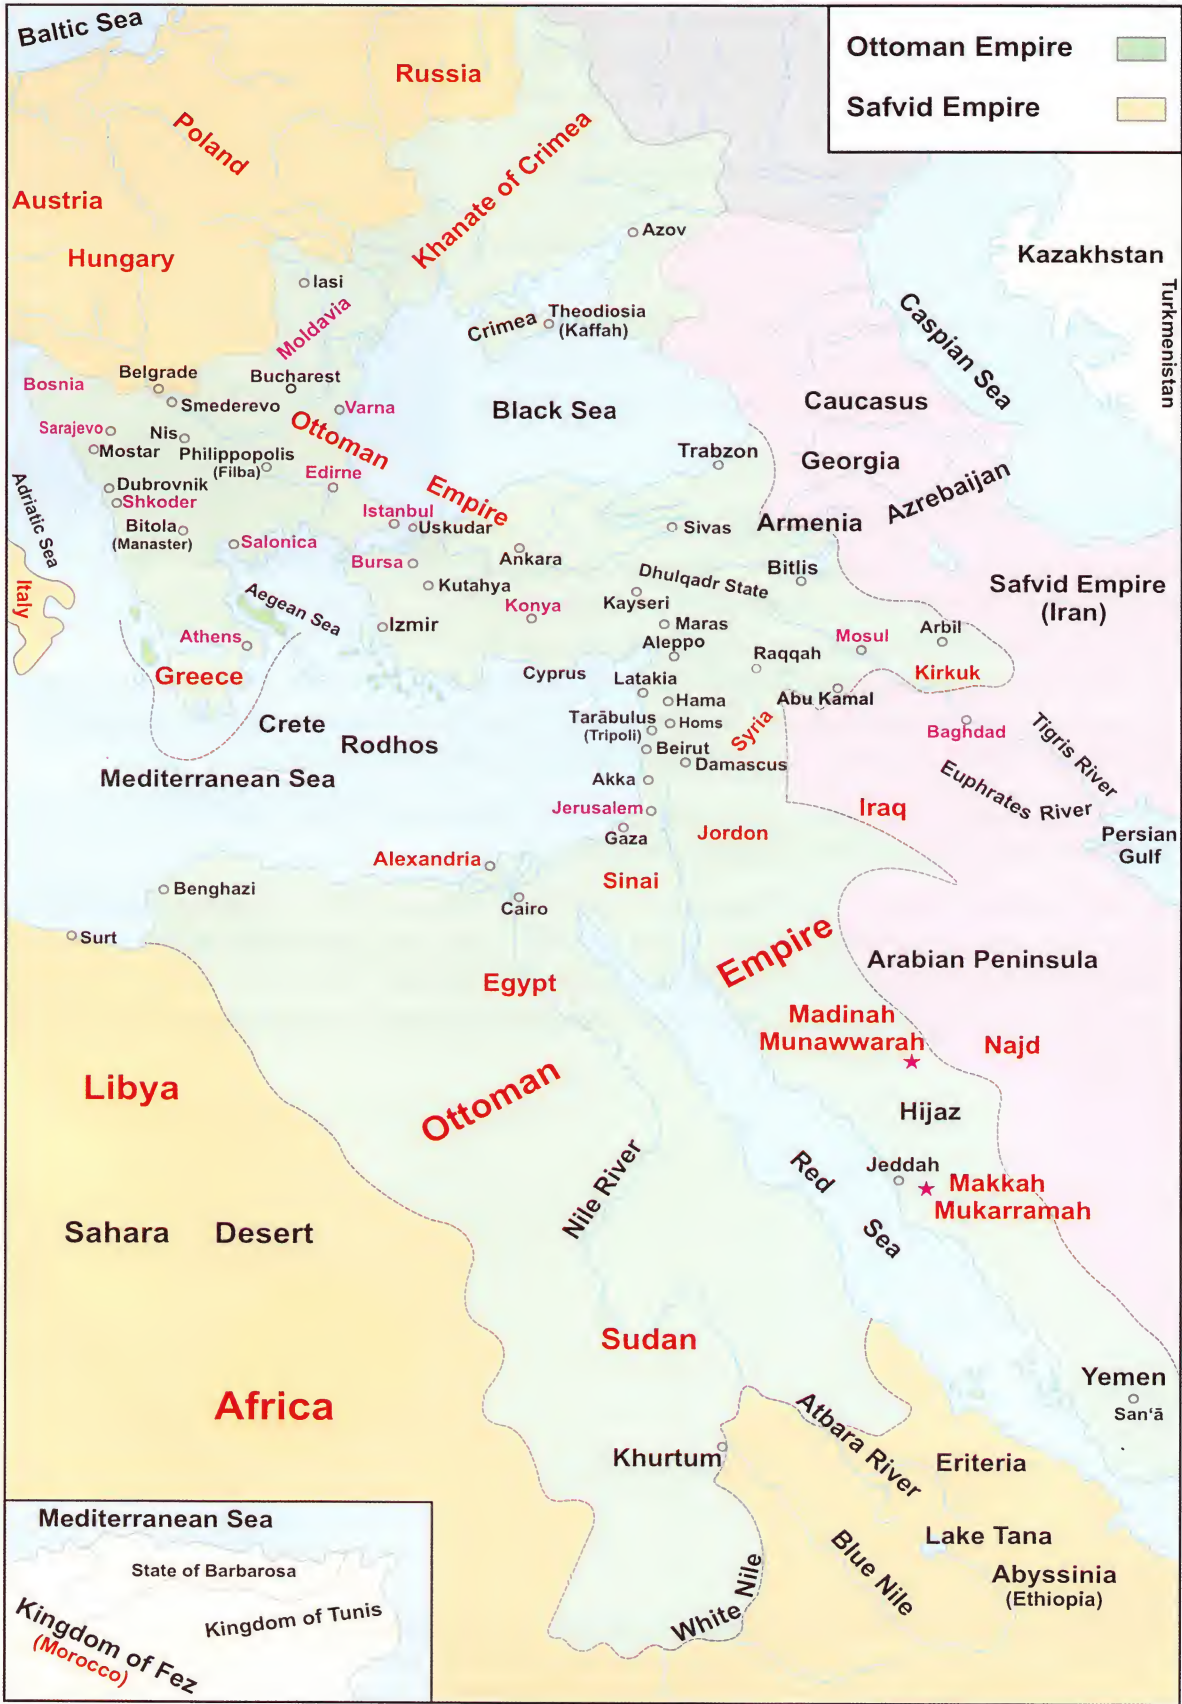 Baltic Sea
Ottoman Empire
Safvid Empire
Russia
Poland
Khanate of Crimea
Austria
Hungary
Azov
Kazakhstan
Turkmenistan
Iasi
Moldavia
Crimea
Theodiosia
(Kaffah)
Caspian Sea
Bosnia
Belgrade
Bucharest
Smederevo
Varna
Black Sea
Caucasus
Sarajevo
Nis
Mostar
Philippopolis
(Filba)
Ottoman
Empire
Trabzon
Georgia
Azrebaijan
Adriatic Sea
Dubrovnik
Shkoder
Edirne
Istanbul
Uskudar
Sivas
Armenia
Bitola
(Manaster)
Salonica
Ankara
Bursa
Kutahya
Dhulqadr State
Bitlis
Safvid Empire
(Iran)
Italy
Aegean Sea
Konya
Kayseri
Izmir
Maras
Athens
Aleppo
Raqqah
Mosul
Arbil
Greece
Cyprus
Latakia
Kirkuk
Hama
Abu Kamal
Crete
Rodhos
Tarābulus
(Tripoli)
Homs
Syria
Baghdad
Tigris River
Beirut
Damascus
Mediterranean Sea
Akka
Euphrates River
Jerusalem
Iraq
Gaza
Jordon
Persian
Gulf
Alexandria
Sinai
Benghazi
Cairo
Surt
Empire
Arabian Peninsula
Egypt
Madinah
Munawwarah
Najd
Libya
Ottoman
Hijaz
Nile River
Red
Sea
Jeddah
Makkah
Mukarramah
Sahara Desert
Sudan
Yemen
San‘ā
Africa
Atbara River
Khurtum
Eriteria
Lake Tana
Blue Nile
Abyssinia
(Ethiopia)
White Nile
Mediterranean Sea
State of Barbarosa
Kingdom of Tunis
Kingdom of Fez
(Morocco)